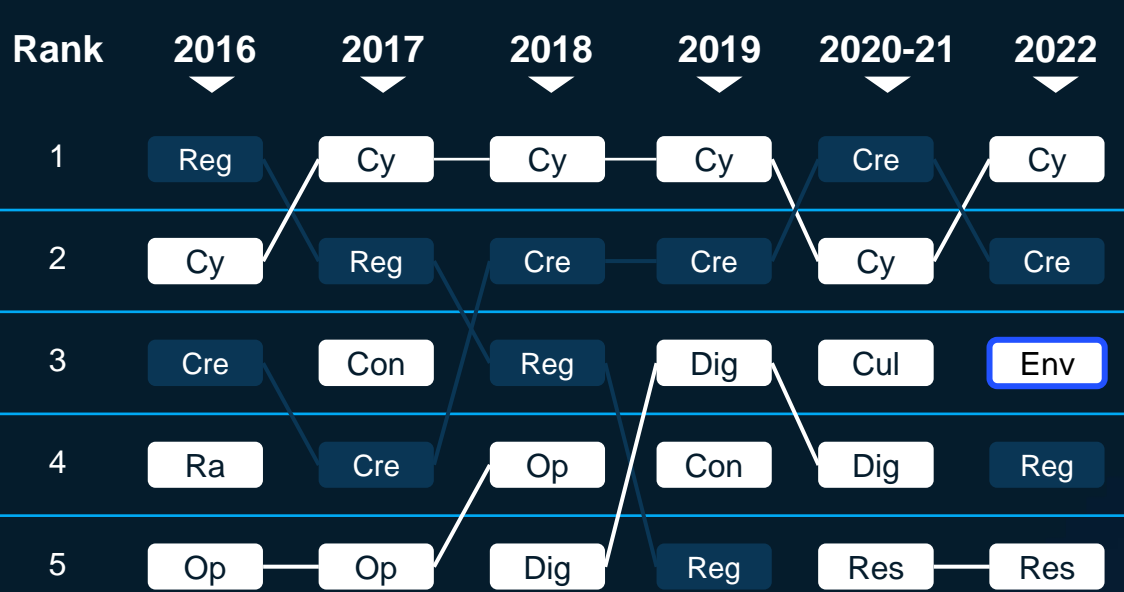 Rank 2016 2017 2018 2019 2020-21 2022
1 Reg Cy Cy Cy Cre Cy
2 Cy Reg Cre Cre Cy Cre
3 Cre Con Reg Dig Cul Env
4 Ra Cre Op Con Dig Reg
5 Op Op Dig Reg Res Res